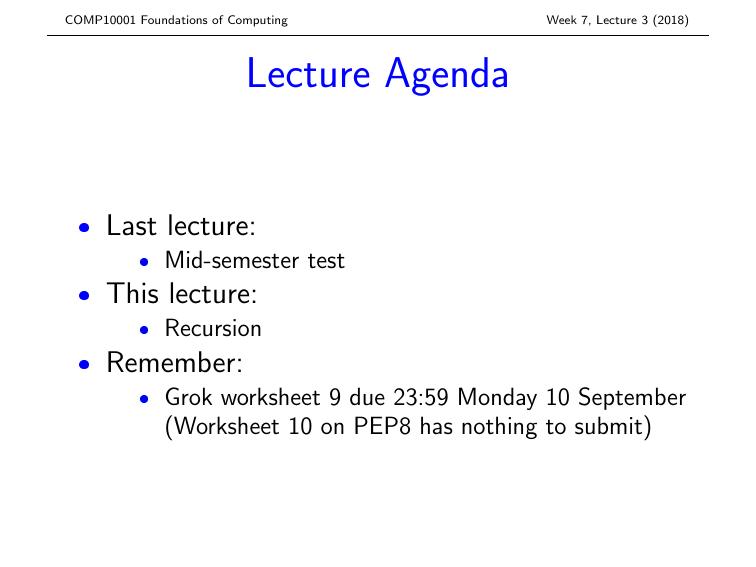 COMP10001 Foundations of Computing
Week 7, Lecture 3 (2018)
Lecture Agenda
• Last lecture:
• Mid-semester test
• This lecture:
• Recursion
• Remember:
• Grok worksheet 9 due 23:59 Monday 10 September
(Worksheet 10 on PEP8 has nothing to submit)